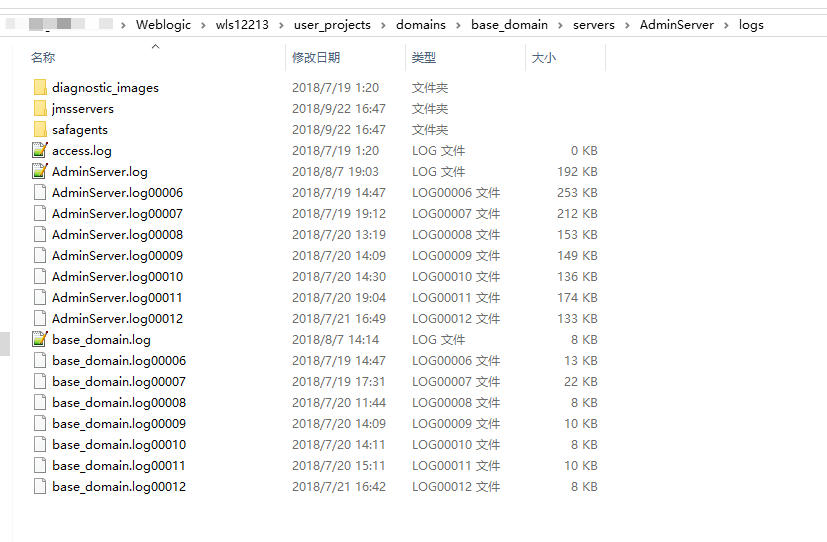 Weblogic › wls12213 › user_projects › domains › base_domain › servers › AdminServer › logs
名称 修改日期 类型 大小
diagnostic_images 2018/7/19 1:20 文件夹
jmsservers 2018/9/22 16:47 文件夹
safagents 2018/9/22 16:47 文件夹
access.log 2018/7/19 1:20 LOG 文件 0 KB
AdminServer.log 2018/8/7 19:03 LOG 文件 192 KB
AdminServer.log00006 2018/7/19 14:47 LOG00006 文件 253 KB
AdminServer.log00007 2018/7/19 19:12 LOG00007 文件 212 KB
AdminServer.log00008 2018/7/20 13:19 LOG00008 文件 153 KB
AdminServer.log00009 2018/7/20 14:09 LOG00009 文件 149 KB
AdminServer.log00010 2018/7/20 14:30 LOG00010 文件 136 KB
AdminServer.log00011 2018/7/20 19:04 LOG00011 文件 174 KB
AdminServer.log00012 2018/7/21 16:49 LOG00012 文件 133 KB
base_domain.log 2018/8/7 14:14 LOG 文件 8 KB
base_domain.log00006 2018/7/19 14:47 LOG00006 文件 13 KB
base_domain.log00007 2018/7/19 17:31 LOG00007 文件 22 KB
base_domain.log00008 2018/7/20 11:44 LOG00008 文件 8 KB
base_domain.log00009 2018/7/20 14:09 LOG00009 文件 10 KB
base_domain.log00010 2018/7/20 14:11 LOG00010 文件 8 KB
base_domain.log00011 2018/7/20 15:11 LOG00011 文件 10 KB
base_domain.log00012 2018/7/21 16:42 LOG00012 文件 8 KB